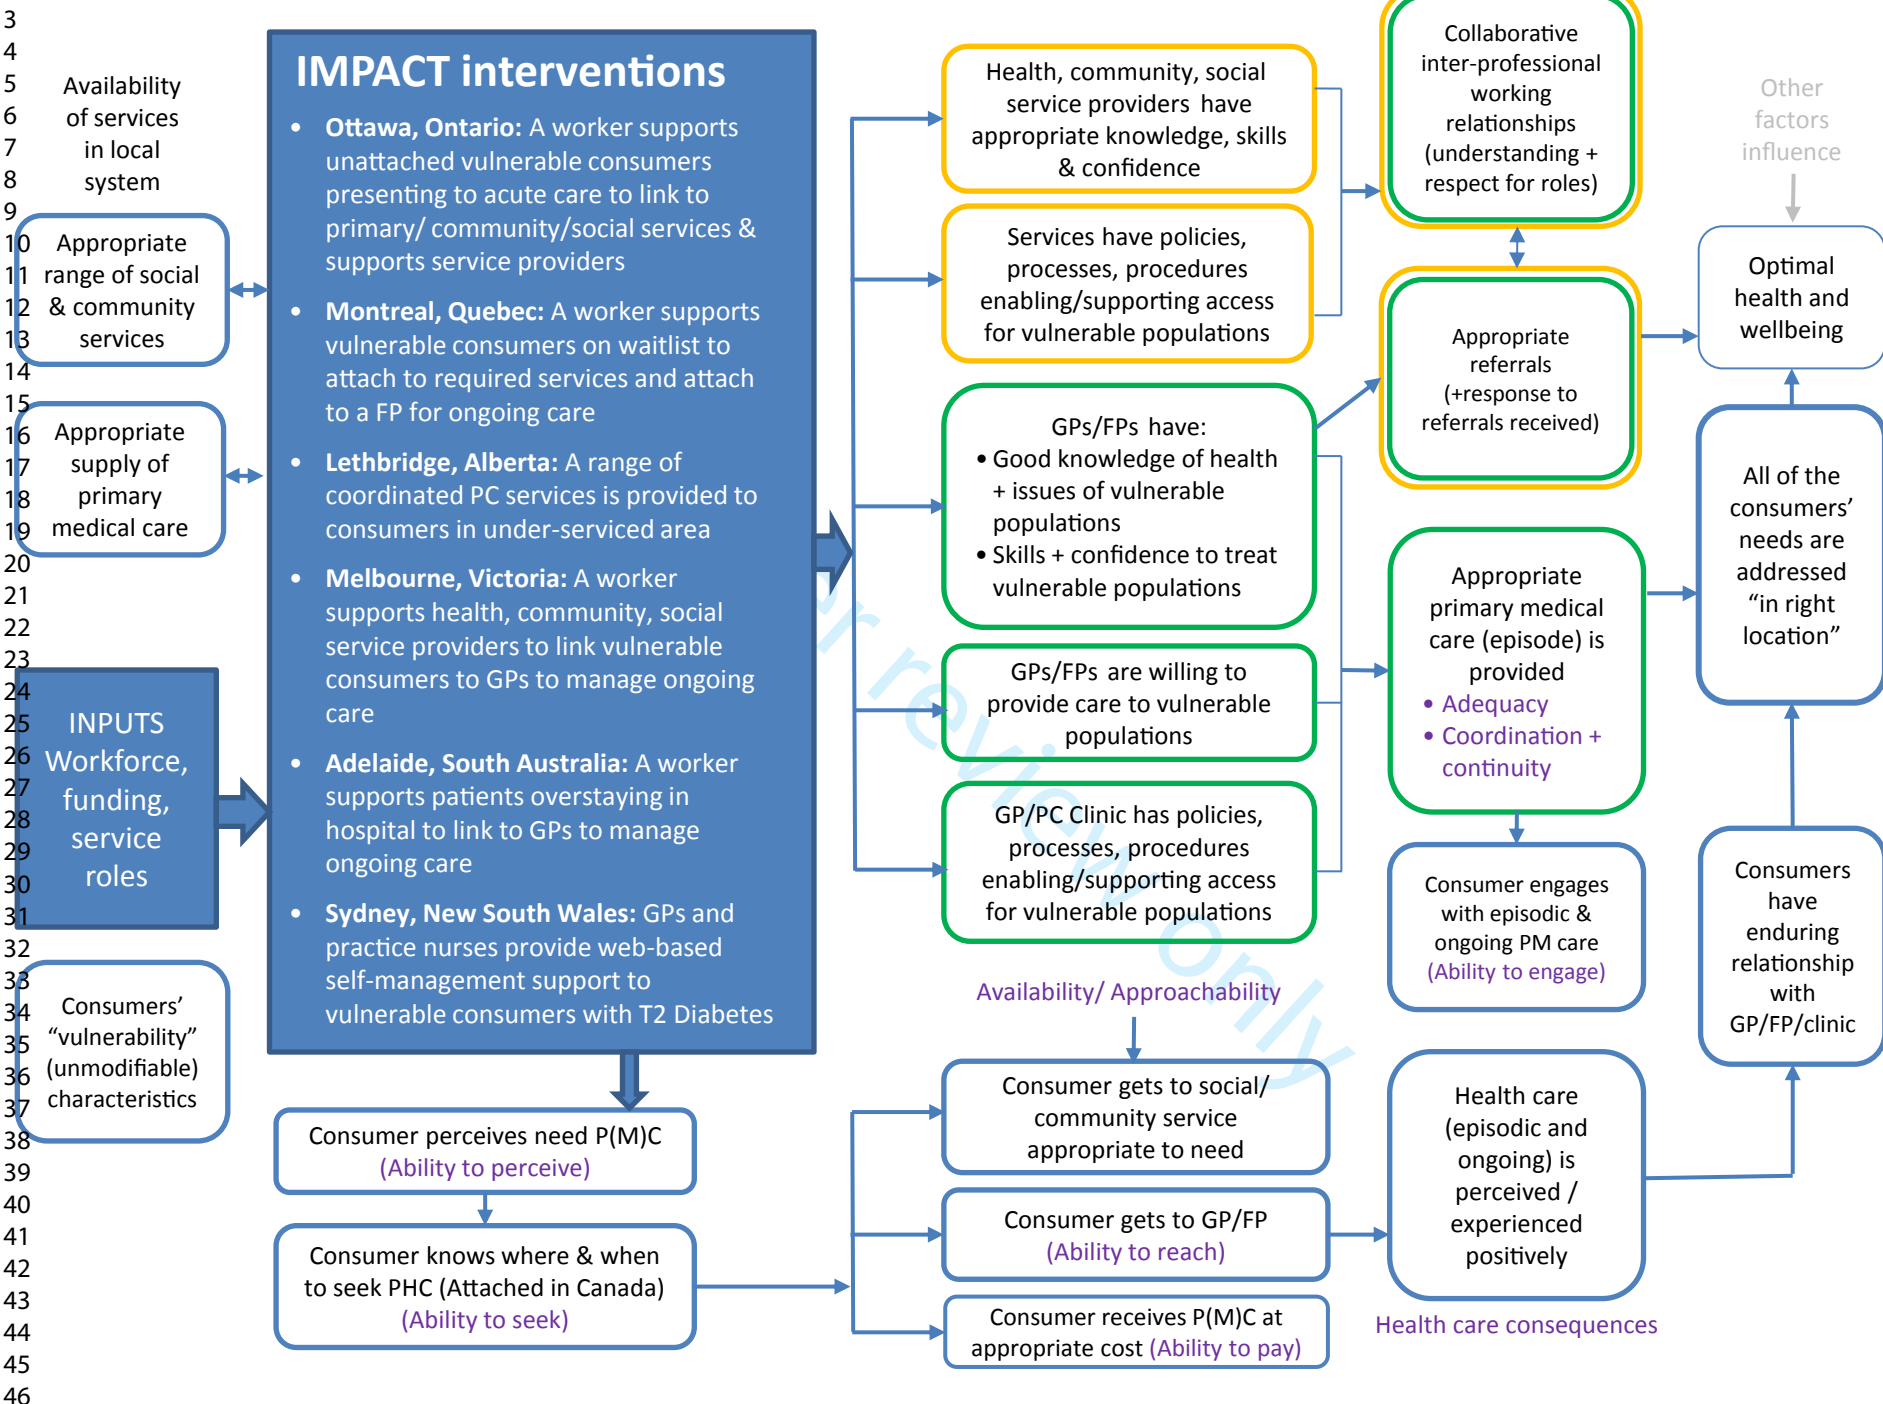 3
4
5
6
7
8
9
10
11
12
13
14
15
16
17
18
19
20
21
22
23
24
25
26
27
28
29
30
31
32
33
34
35
36
37
38
39
40
41
42
43
44
45
46
Availability
of services
in local
system
Appropriate
range of social
& community
services
Appropriate
supply of
primary
medical care
INPUTS
Workforce,
funding,
service
roles
Consumers’
“vulnerability”
(unmodifiable)
characteristics
IMPACT interventions
• Ottawa, Ontario: A worker supports
unattached vulnerable consumers
presenting to acute care to link to
primary/ community/social services &
supports service providers
• Montreal, Quebec: A worker supports
vulnerable consumers on waitlist to
attach to required services and attach
to a FP for ongoing care
• Lethbridge, Alberta: A range of
coordinated PC services is provided to
consumers in under-serviced area
• Melbourne, Victoria: A worker
supports health, community, social
service providers to link vulnerable
consumers to GPs to manage ongoing
care
• Adelaide, South Australia: A worker
supports patients overstaying in
hospital to link to GPs to manage
ongoing care
• Sydney, New South Wales: GPs and
practice nurses provide web-based
self-management support to
vulnerable consumers with T2 Diabetes
Consumer perceives need P(M)C
(Ability to perceive)
Consumer knows where & when
to seek PHC (Attached in Canada)
(Ability to seek)
Health, community, social
service providers have
appropriate knowledge, skills
& confidence
Services have policies,
processes, procedures
enabling/supporting access
for vulnerable populations
GPs/FPs have:
• Good knowledge of health
+ issues of vulnerable
populations
• Skills + confidence to treat
vulnerable populations
GPs/FPs are willing to
provide care to vulnerable
populations
GP/PC Clinic has policies,
processes, procedures
enabling/supporting access
for vulnerable populations
Availability/ Approachability
Consumer gets to social/
community service
appropriate to need
Consumer gets to GP/FP
(Ability to reach)
Consumer receives P(M)C at
appropriate cost (Ability to pay)
Collaborative
inter-professional
working
relationships
(understanding +
respect for roles)
Appropriate
referrals
(+response to
referrals received)
Appropriate
primary medical
care (episode) is
provided
• Adequacy
• Coordination +
continuity
Consumer engages
with episodic &
ongoing PM care
(Ability to engage)
Health care
(episodic and
ongoing) is
perceived /
experienced
positively
Health care consequences
Other
factors
influence
Optimal
health and
wellbeing
All of the
consumers’
needs are
addressed
“in right
location”
Consumers
have
enduring
relationship
with
GP/FP/clinic
review only